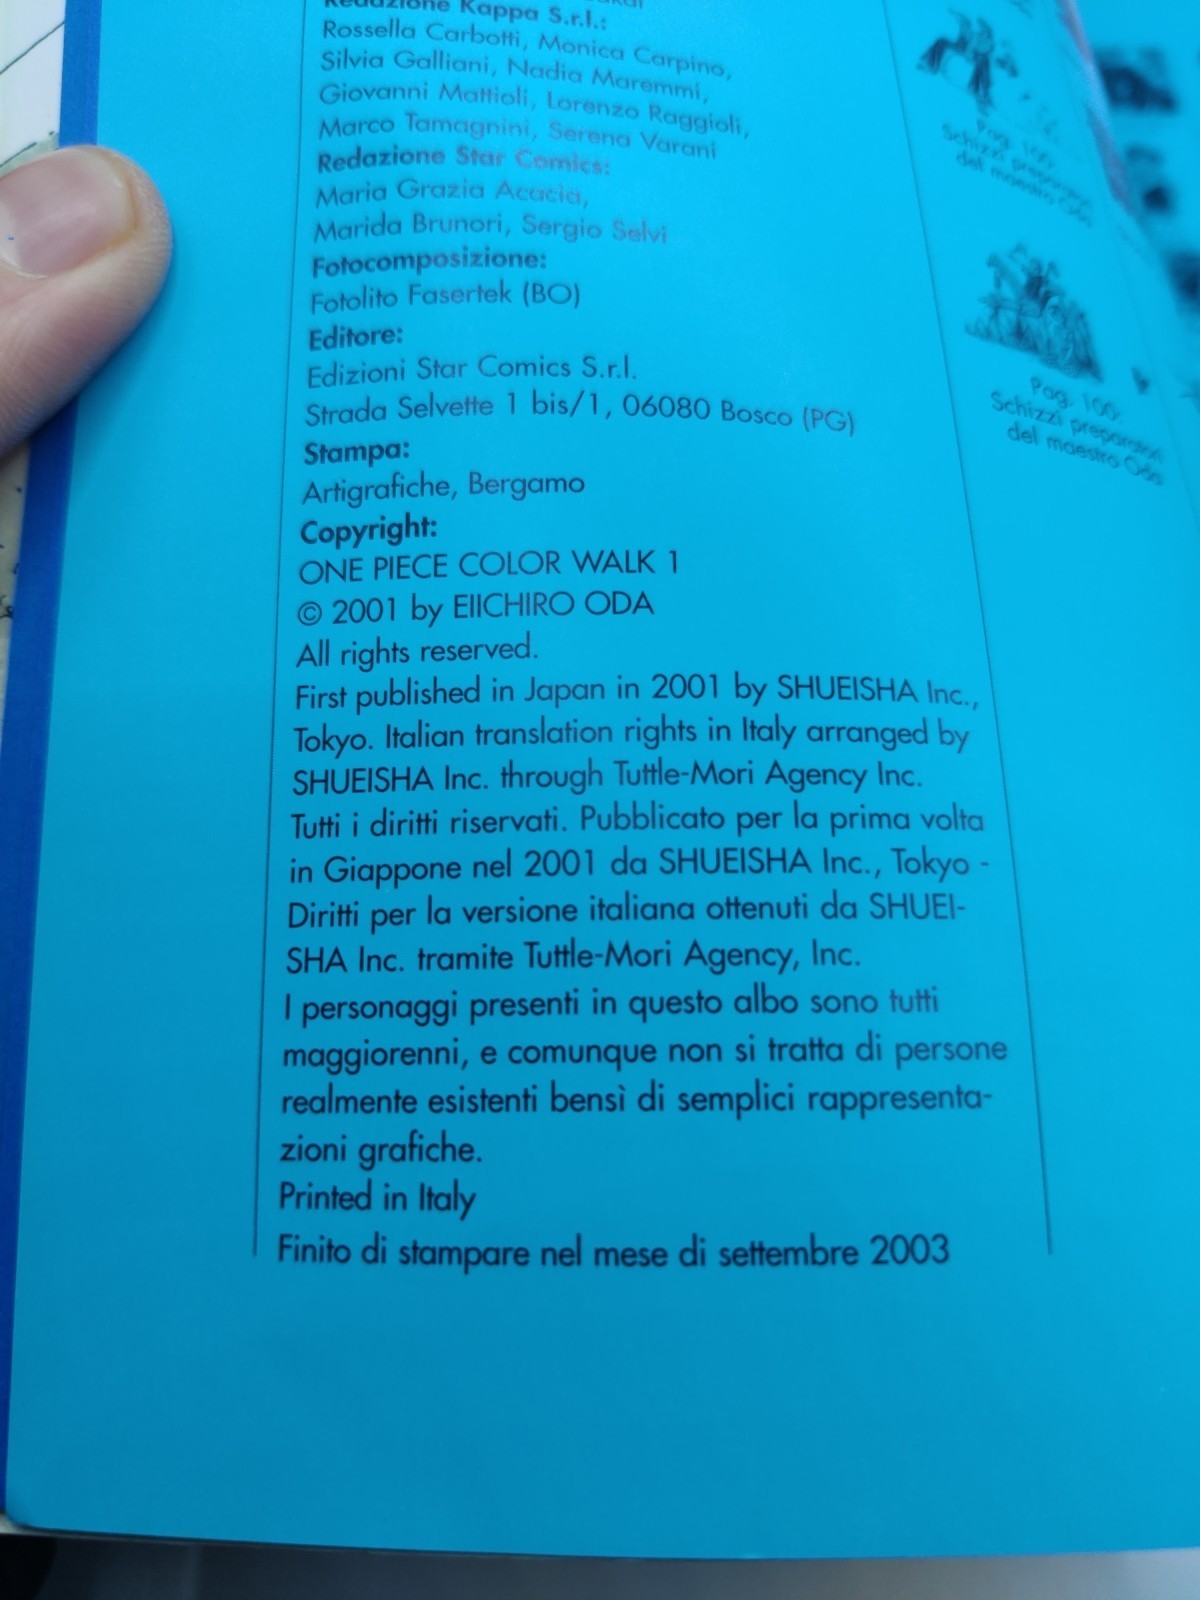 Redazione Kappa S.r.l.:
Rossella Carbotti, Monica Carpino,
Silvia Galliani, Nadia Maremmi,
Giovanni Mattioli, Lorenzo Raggioli,
Marco Tamagnini, Serena Varani
Redazione Star Comics:
Maria Grazia Acacia,
Marida Brunori, Sergio Selvi
Fotocomposizione:
Fotolito Fasertek (BO)
Editore:
Edizioni Star Comics S.r.l.
Strada Selvette 1 bis/1, 06080 Bosco (PG)
Stampa:
Artigrafiche, Bergamo
Copyright:
ONE PIECE COLOR WALK 1
© 2001 by EIICHIRO ODA
All rights reserved.
First published in Japan in 2001 by SHUEISHA Inc.,
Tokyo. Italian translation rights in Italy arranged by
SHUEISHA Inc. through Tuttle-Mori Agency Inc.
Tutti i diritti riservati. Pubblicato per la prima volta
in Giappone nel 2001 da SHUEISHA Inc., Tokyo -
Diritti per la versione italiana ottenuti da SHUEI-
SHA Inc. tramite Tuttle-Mori Agency, Inc.
I personaggi presenti in questo albo sono tutti
maggiorenni, e comunque non si tratta di persone
realmente esistenti bensì di semplici rappresenta-
zioni grafiche.
Printed in Italy
Finito di stampare nel mese di settembre 2003
Pag. 100:
Schizzi preparatori
del maestro Oda
Pag. 100:
Schizzi preparatori
del maestro Oda